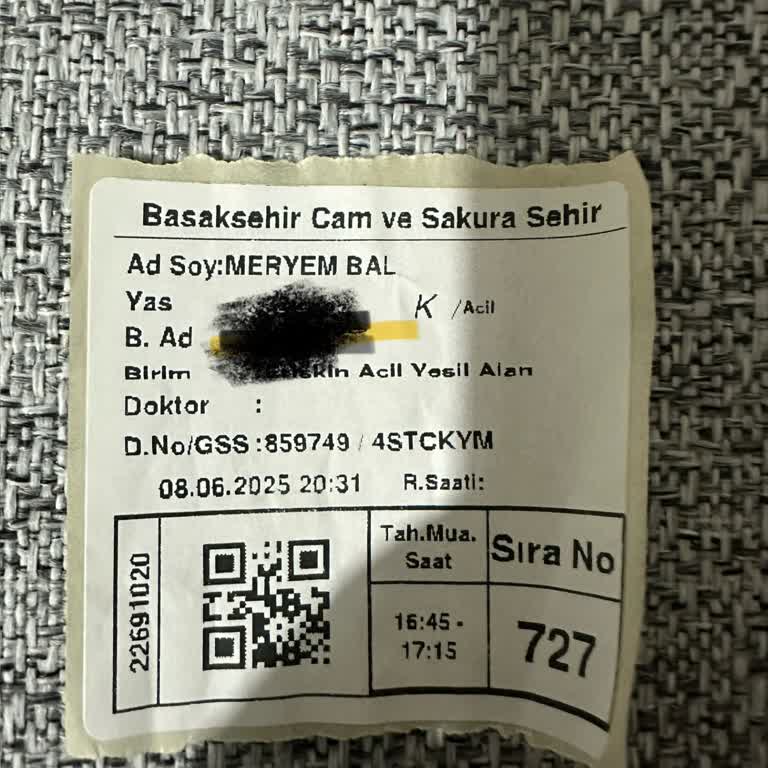 Basaksehir Cam ve Sakura Sehir
Ad Soy:MERYEM BAL
Yas K /Acil
B. Ad
Birim Acil Yesil Alan
Doktor :
D.No/GSS :859749 / 4STCKYM
08.06.2025 20:31 R.Saati:
22691020
Tah.Mua. Saat
Sıra No
16:45 - 17:15
727